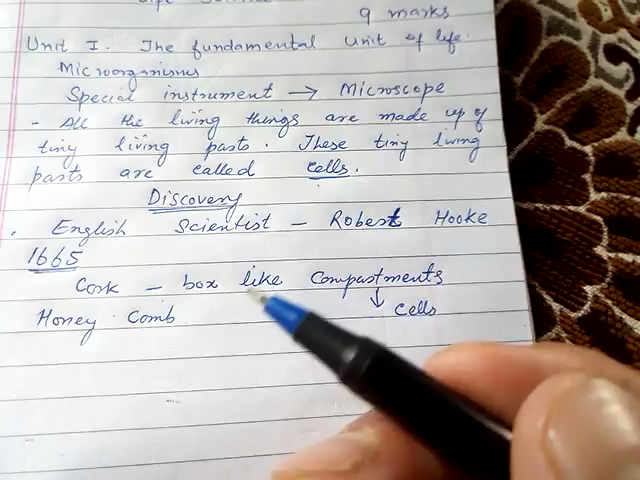 Life Science
9 marks
Unit I. The fundamental Unit of life.
Microorganisms
Special instrument → Microscope
- All the living things are made up of
tiny living parts. These tiny living
parts are called cells.
Discovery
. English Scientist - Robert Hooke
1665
Cork - box like Compartments
↓ Cells
Honey Comb